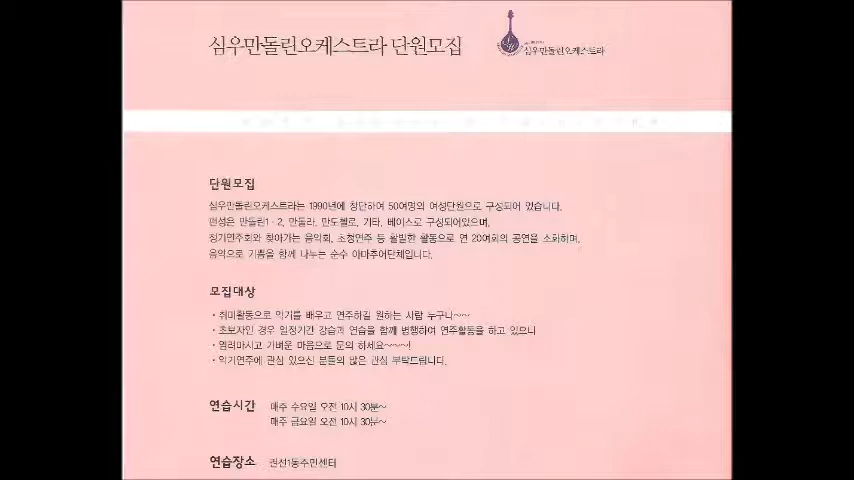 심우만돌린오케스트라 단원모집
심우만돌린오케스트라
단원모집
심우만돌린오케스트라는 1990년에 창단하여 50여명의 여성단원으로 구성되어 있습니다.
편성은 만돌린1·2, 만돌라, 만도첼로, 기타, 베이스로 구성되어있으며,
정기연주회와 찾아가는 음악회, 초청연주 등 활발한 활동으로 연 20여회의 공연을 소화하며,
음악으로 기쁨을 함께 나누는 순수 아마추어단체입니다.
모집대상
· 취미활동으로 악기를 배우고 연주하길 원하는 사람 누구나~~
· 초보자인 경우 일정기간 강습과 연습을 함께 병행하여 연주활동을 하고 있으니
· 염려마시고 가벼운 마음으로 문의 하세요~~~!
· 악기연주에 관심 있으신 분들의 많은 관심 부탁드립니다.
연습시간 매주 수요일 오전 10시 30분~
매주 금요일 오전 10시 30분~
연습장소 권선1동주민센터